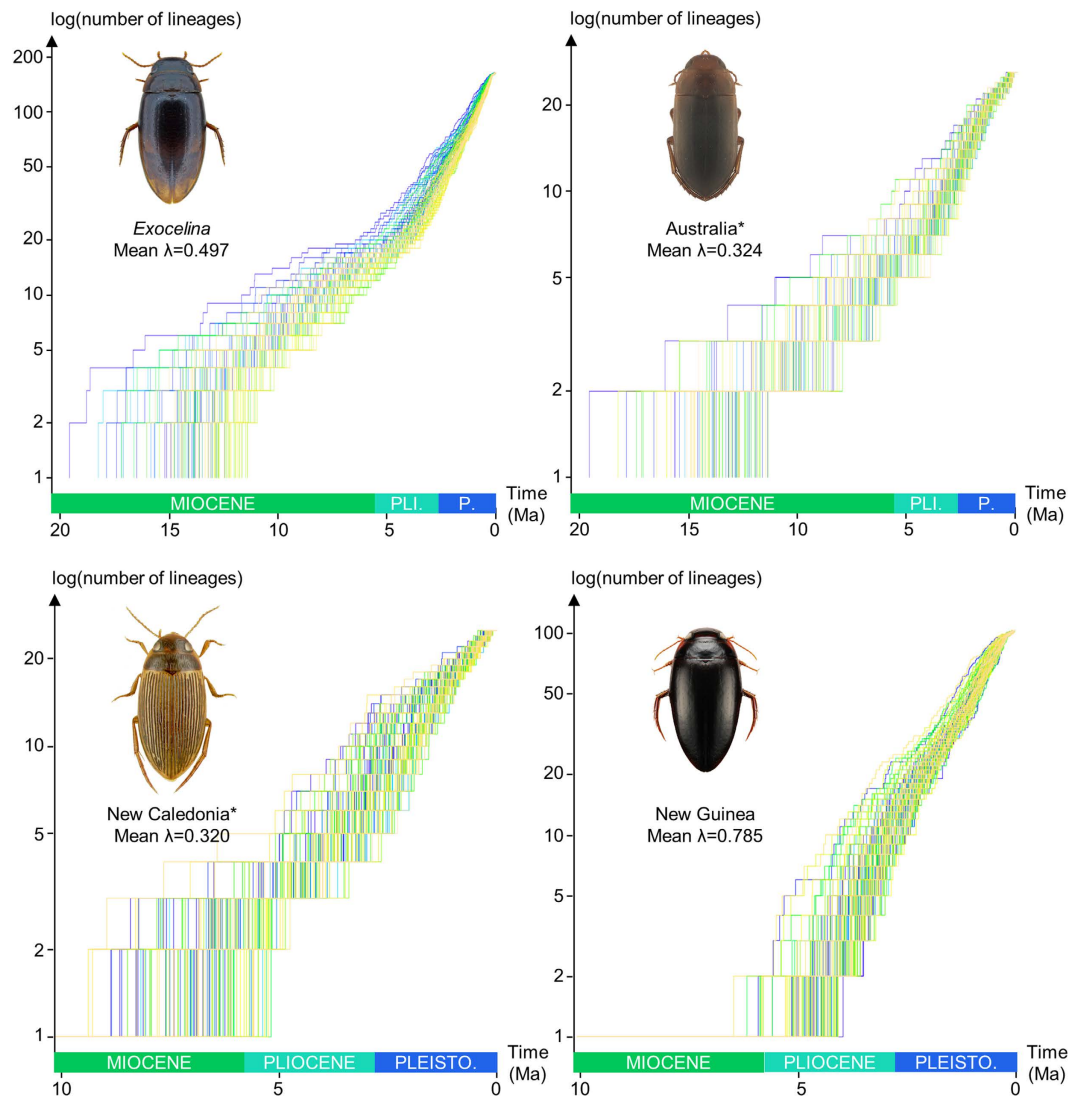 log(number of lineages)
200
100
50
20
10
5
2
1
Exocelina
Mean λ=0.497
MIOCENE
PLI.
P.
Time
(Ma)
20
15
10
5
0
log(number of lineages)
20
10
5
2
1
Australia*
Mean λ=0.324
MIOCENE
PLI.
P.
Time
(Ma)
20
15
10
5
0
log(number of lineages)
20
10
5
2
1
New Caledonia*
Mean λ=0.320
MIOCENE
PLIOCENE
PLEISTO.
Time
(Ma)
10
5
0
log(number of lineages)
100
50
20
10
5
2
1
New Guinea
Mean λ=0.785
MIOCENE
PLIOCENE
PLEISTO.
Time
(Ma)
10
5
0